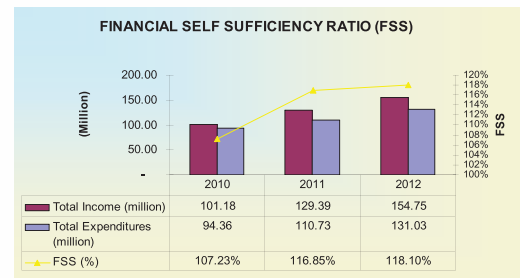 FINANCIAL SELF SUFFICIENCY RATIO (FSS)
200.00
150.00
100.00
50.00
-
(Million)
120%
118%
116%
114%
112%
110%
108%
106%
104%
102%
100%
FSS
2010 2011 2012
Total Income (million) 101.18 129.39 154.75
Total Expenditures (million) 94.36 110.73 131.03
FSS (%) 107.23% 116.85% 118.10%